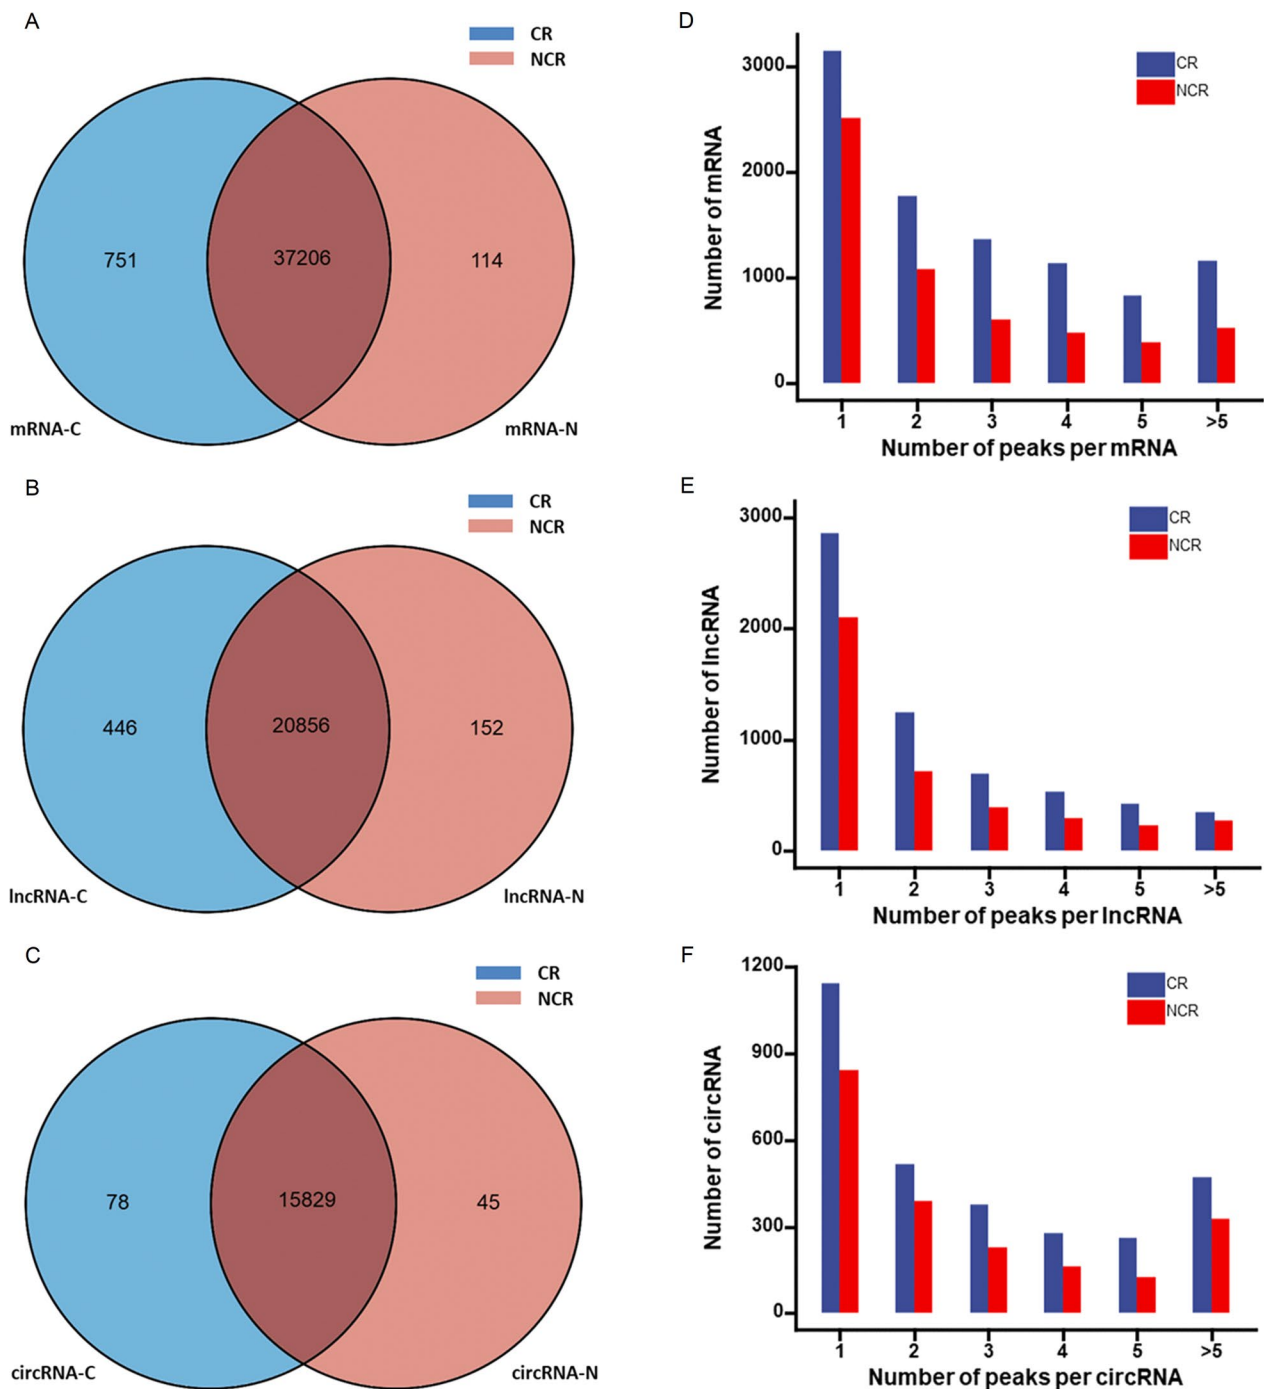 A
CR
NCR
751
37206
114
mRNA-C
mRNA-N
D
CR
NCR
Number of mRNA
3000
2000
1000
0
1 2 3 4 5 >5
Number of peaks per mRNA
B
CR
NCR
446
20856
152
lncRNA-C
lncRNA-N
E
CR
NCR
Number of lncRNA
3000
2000
1000
0
1 2 3 4 5 >5
Number of peaks per lncRNA
C
CR
NCR
78
15829
45
circRNA-C
circRNA-N
F
CR
NCR
Number of circRNA
1200
900
600
300
0
1 2 3 4 5 >5
Number of peaks per circRNA